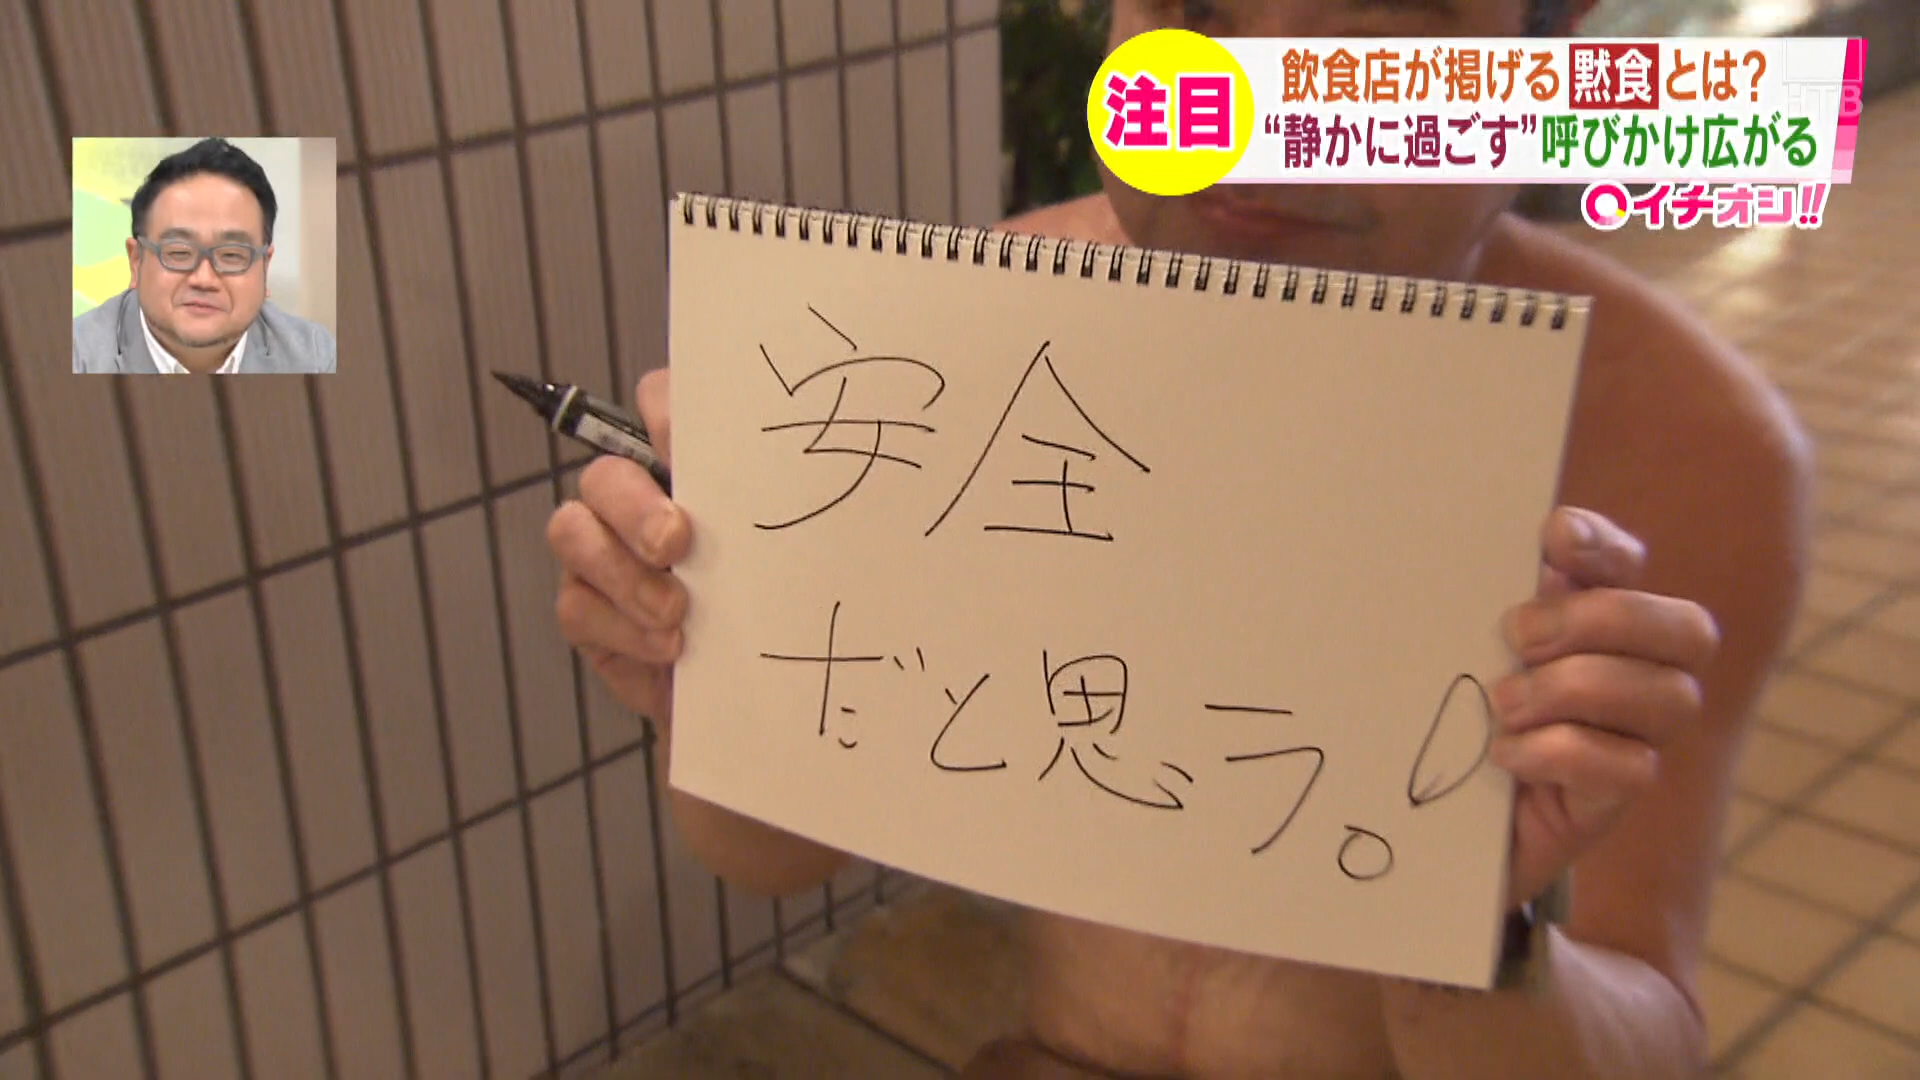 注目
飲食店が掲げる黙食とは?
“静かに過ごす”呼びかけ広がる
HTB
イチオシ!!
安全
だと思う。!